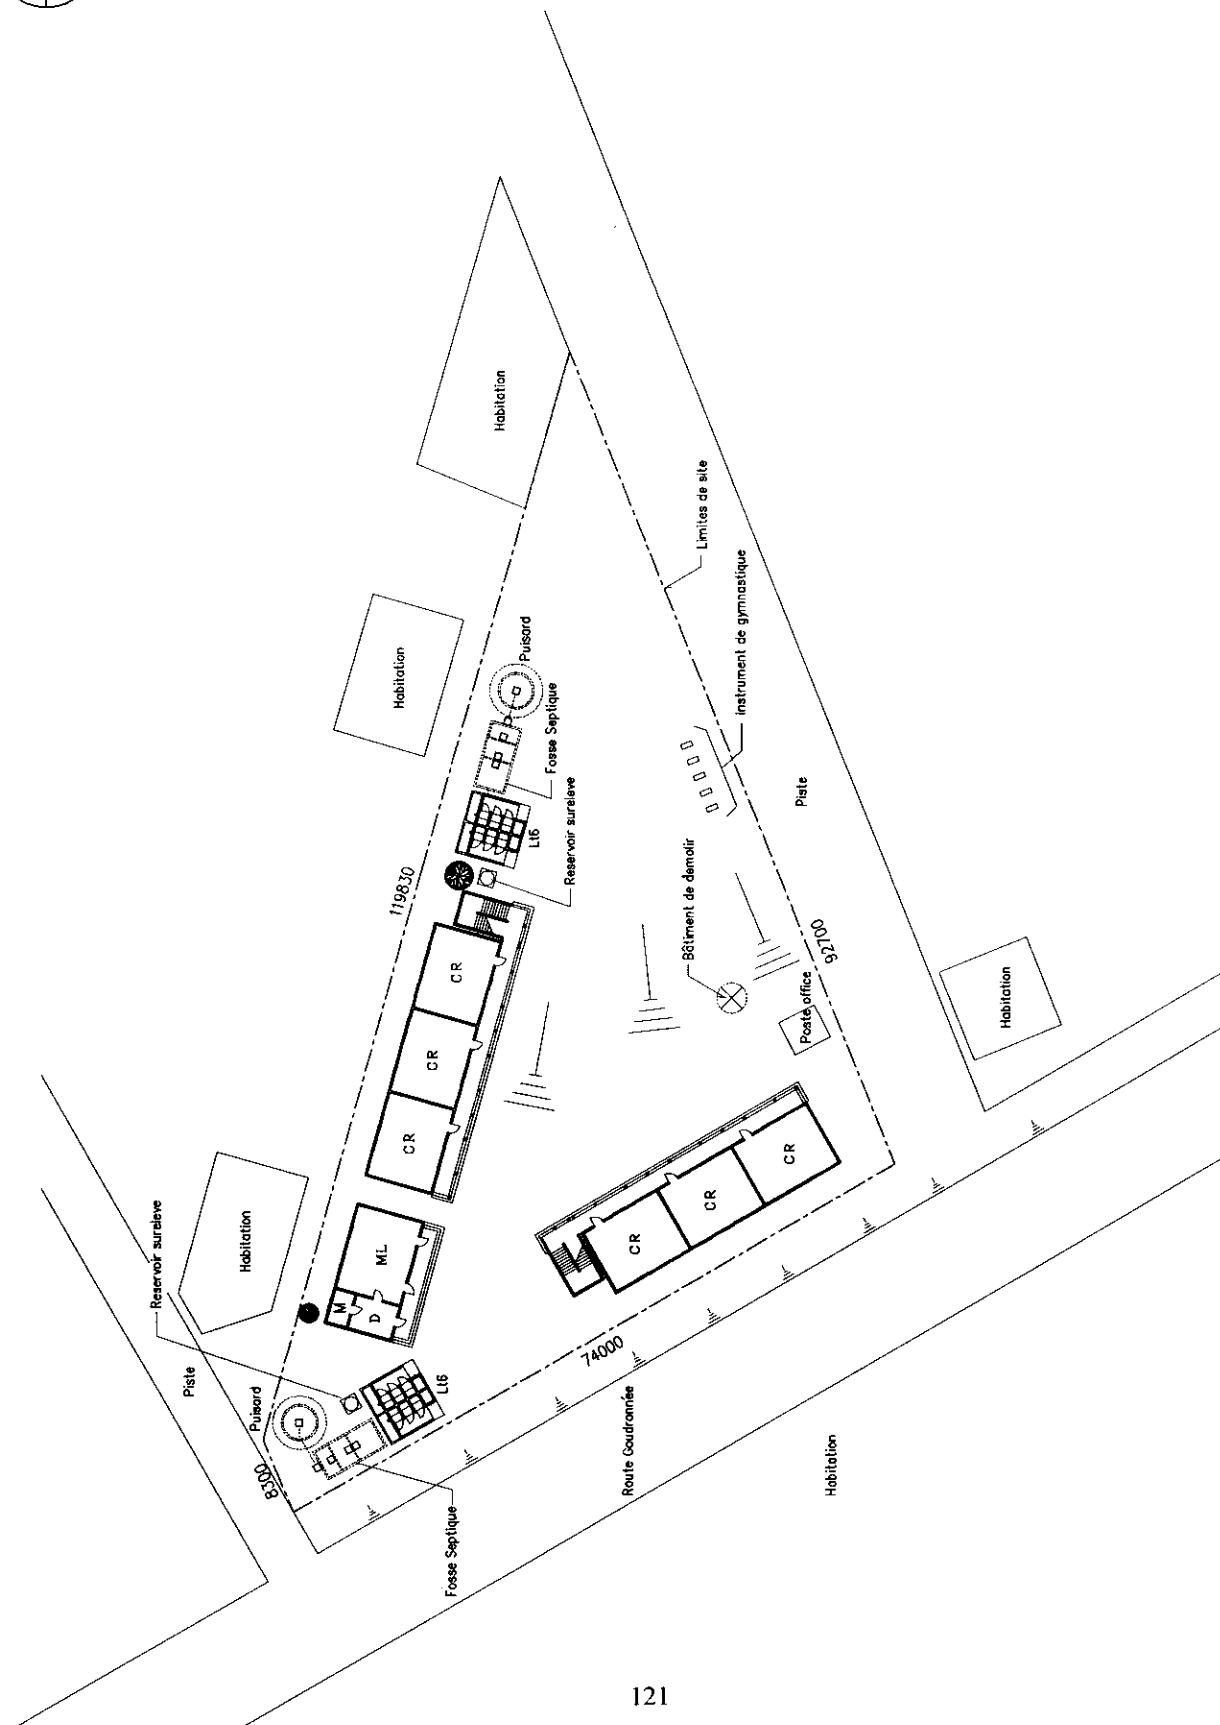 Habitation
Limites de site
instrument de gymnastique
Habitation
Puisard
Fosse Septique
Reservoir sureleve
Lt6
Piste
119830
Bâtiment de demolir
92700
Poste office
Habitation
CR
CR
CR
CR
CR
CR
Reservoir sureleve
Habitation
ML
M
D
74000
Piste
Puisard
Lt6
8300
Route Goudronnée
Habitation
Fosse Septique
121